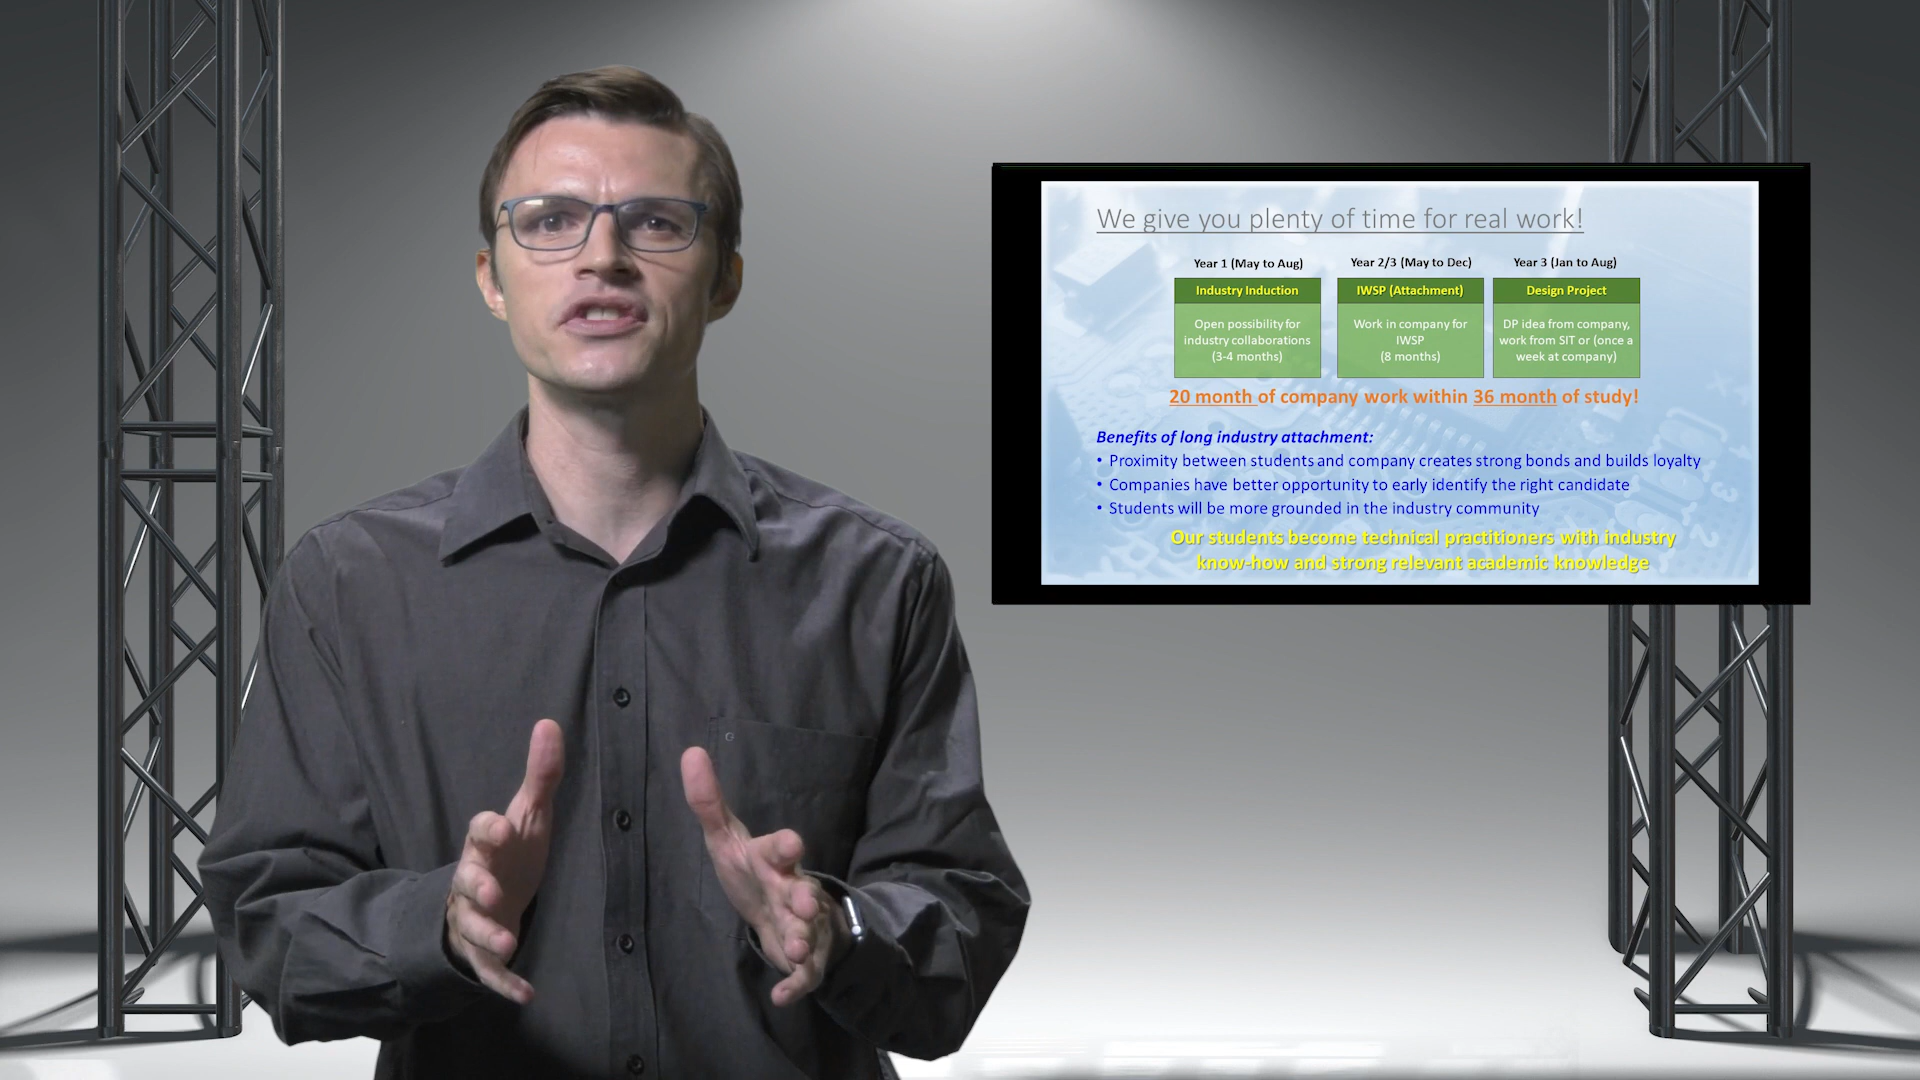 We give you plenty of time for real work!
Year 1 (May to Aug)
Industry Induction
Open possibility for
industry collaborations
(3-4 months)
Year 2/3 (May to Dec)
IWSP (Attachment)
Work in company for
IWSP
(8 months)
Year 3 (Jan to Aug)
Design Project
DP idea from company,
work from SIT or (once a
week at company)
20 month of company work within 36 month of study!
Benefits of long industry attachment:
• Proximity between students and company creates strong bonds and builds loyalty
• Companies have better opportunity to early identify the right candidate
• Students will be more grounded in the industry community
Our students become technical practitioners with industry
know-how and strong relevant academic knowledge
G